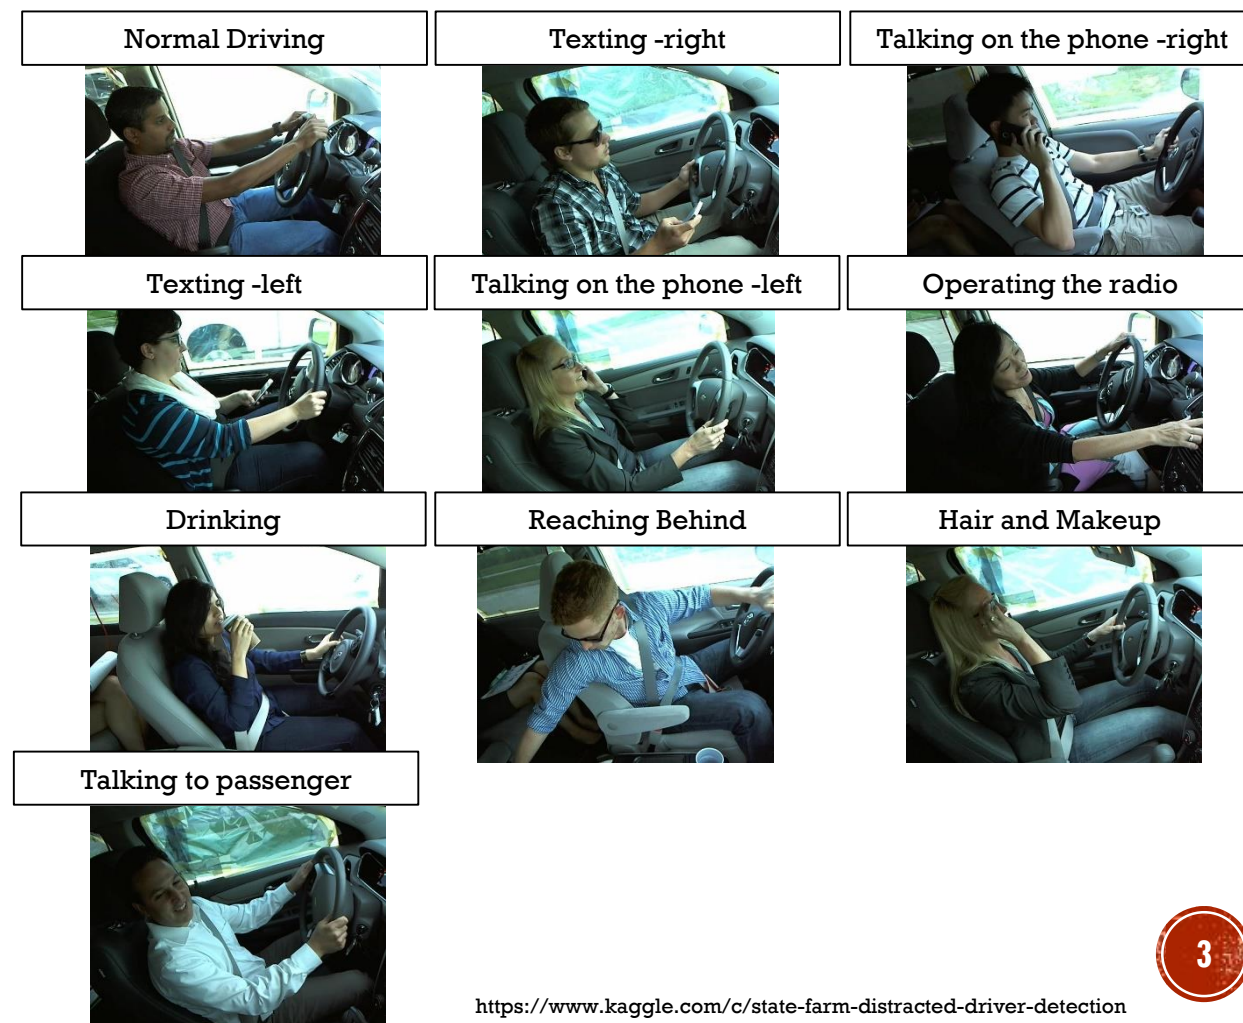 Normal Driving
Texting -right
Talking on the phone -right
Texting -left
Talking on the phone -left
Operating the radio
Drinking
Reaching Behind
Hair and Makeup
Talking to passenger
3
https://www.kaggle.com/c/state-farm-distracted-driver-detection